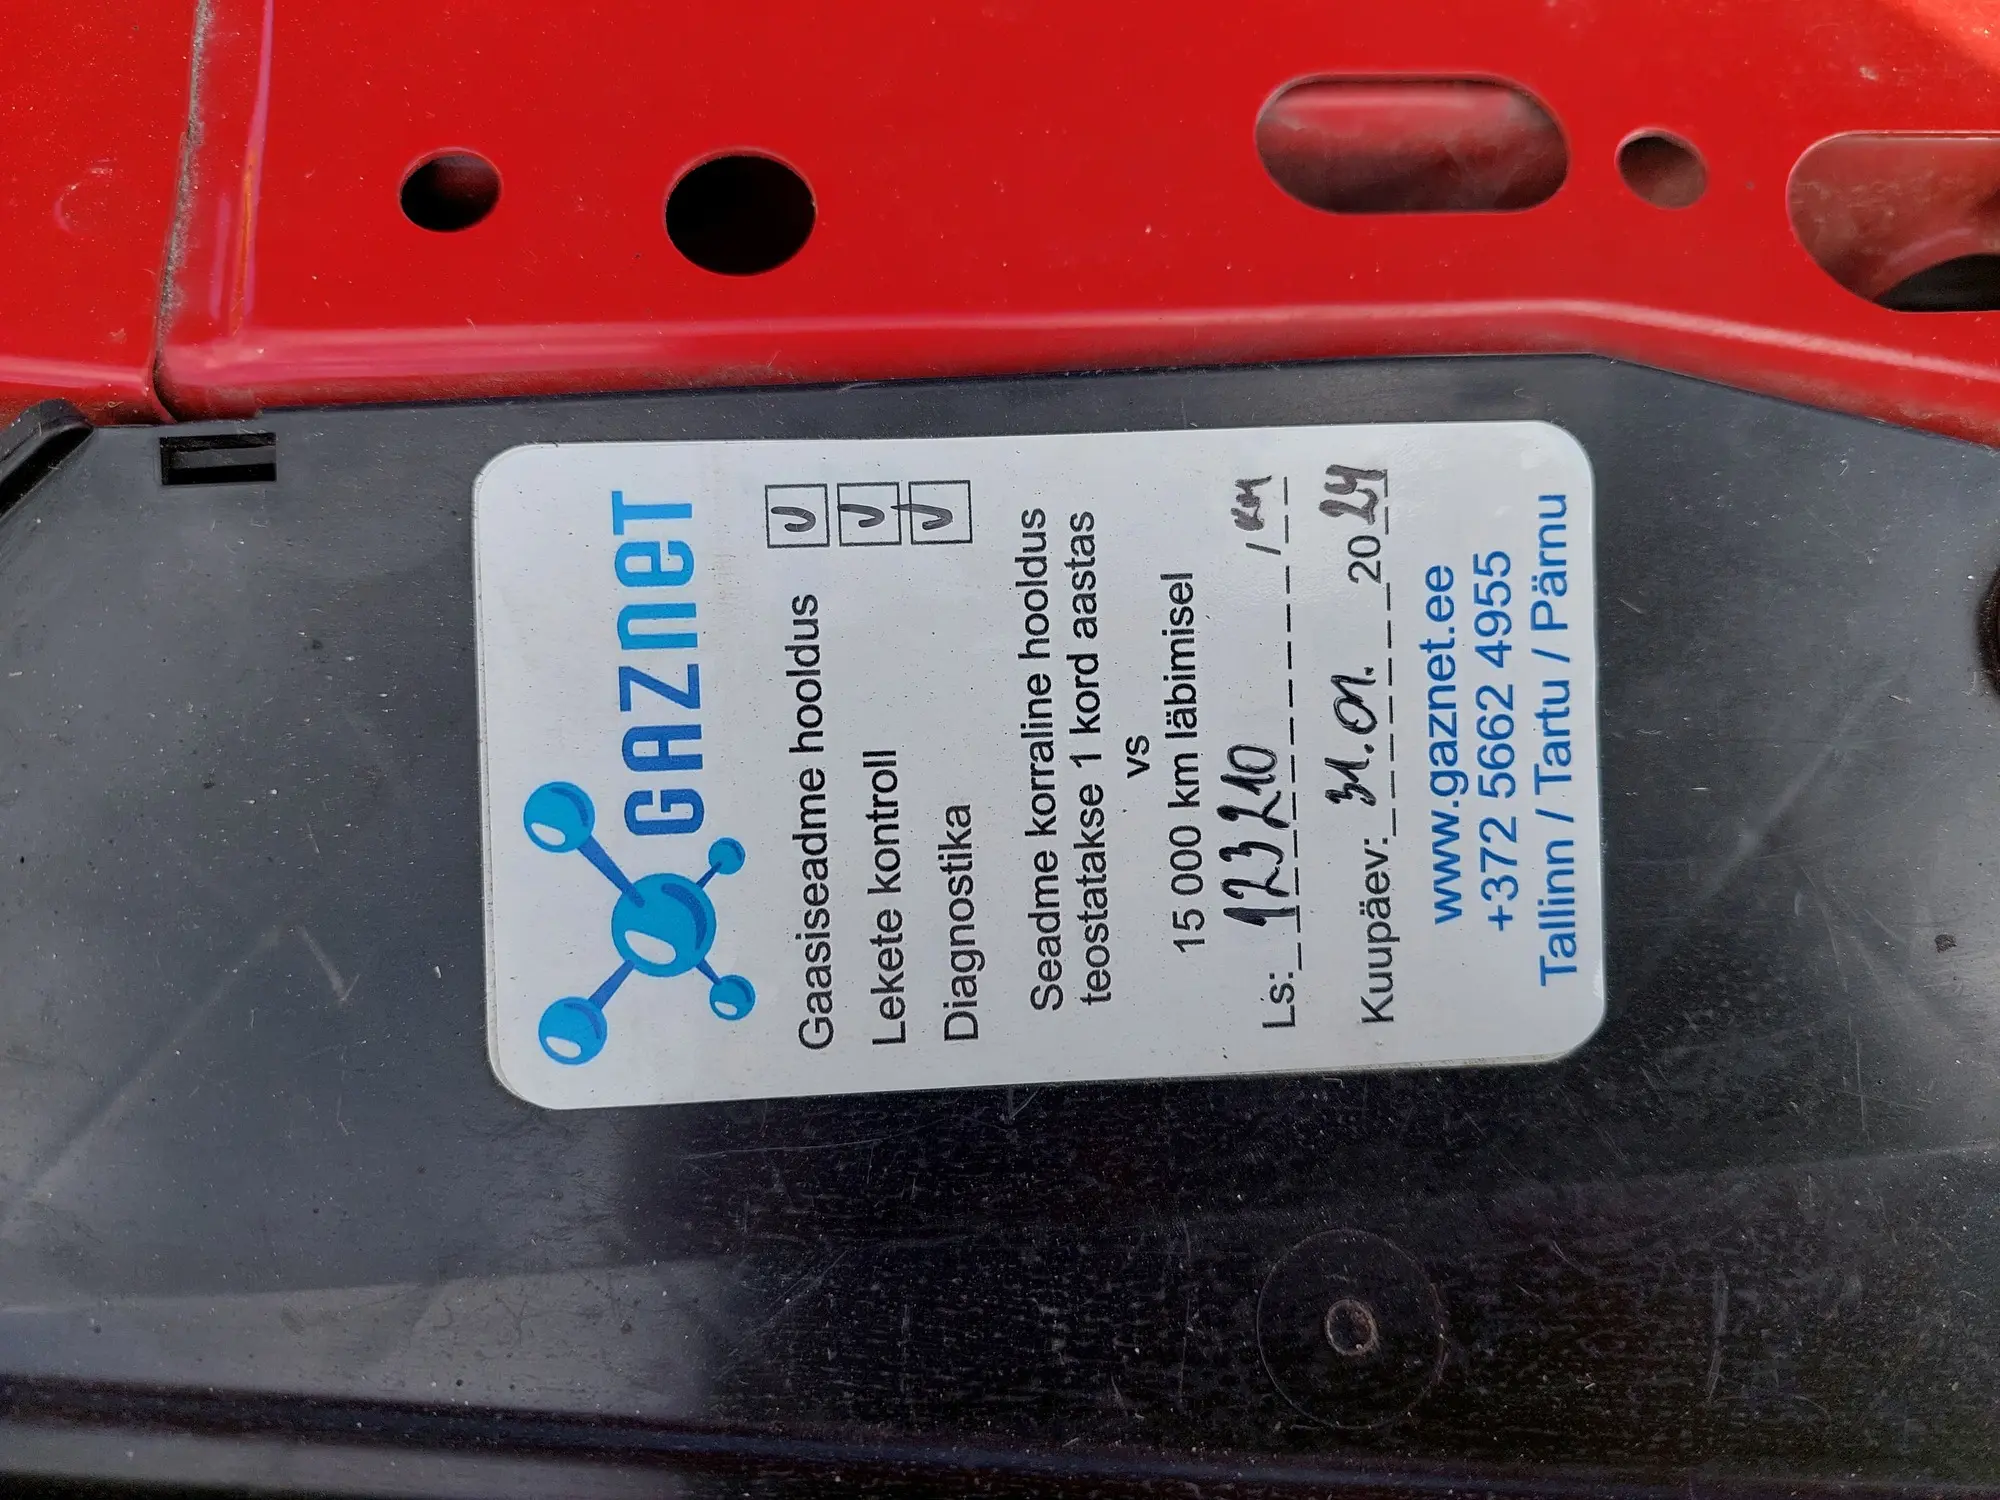 GAZNET
Gaasiseadme hooldus
Lekete kontroll
Diagnostika
Seadme korraline hooldus
teostatakse 1 kord aastas
vs
15 000 km läbimisel
Ls: 123210 / KM
Kuupäev: 31.01. 2024
www.gaznet.ee
+372 5662 4955
Tallinn / Tartu / Pärnu